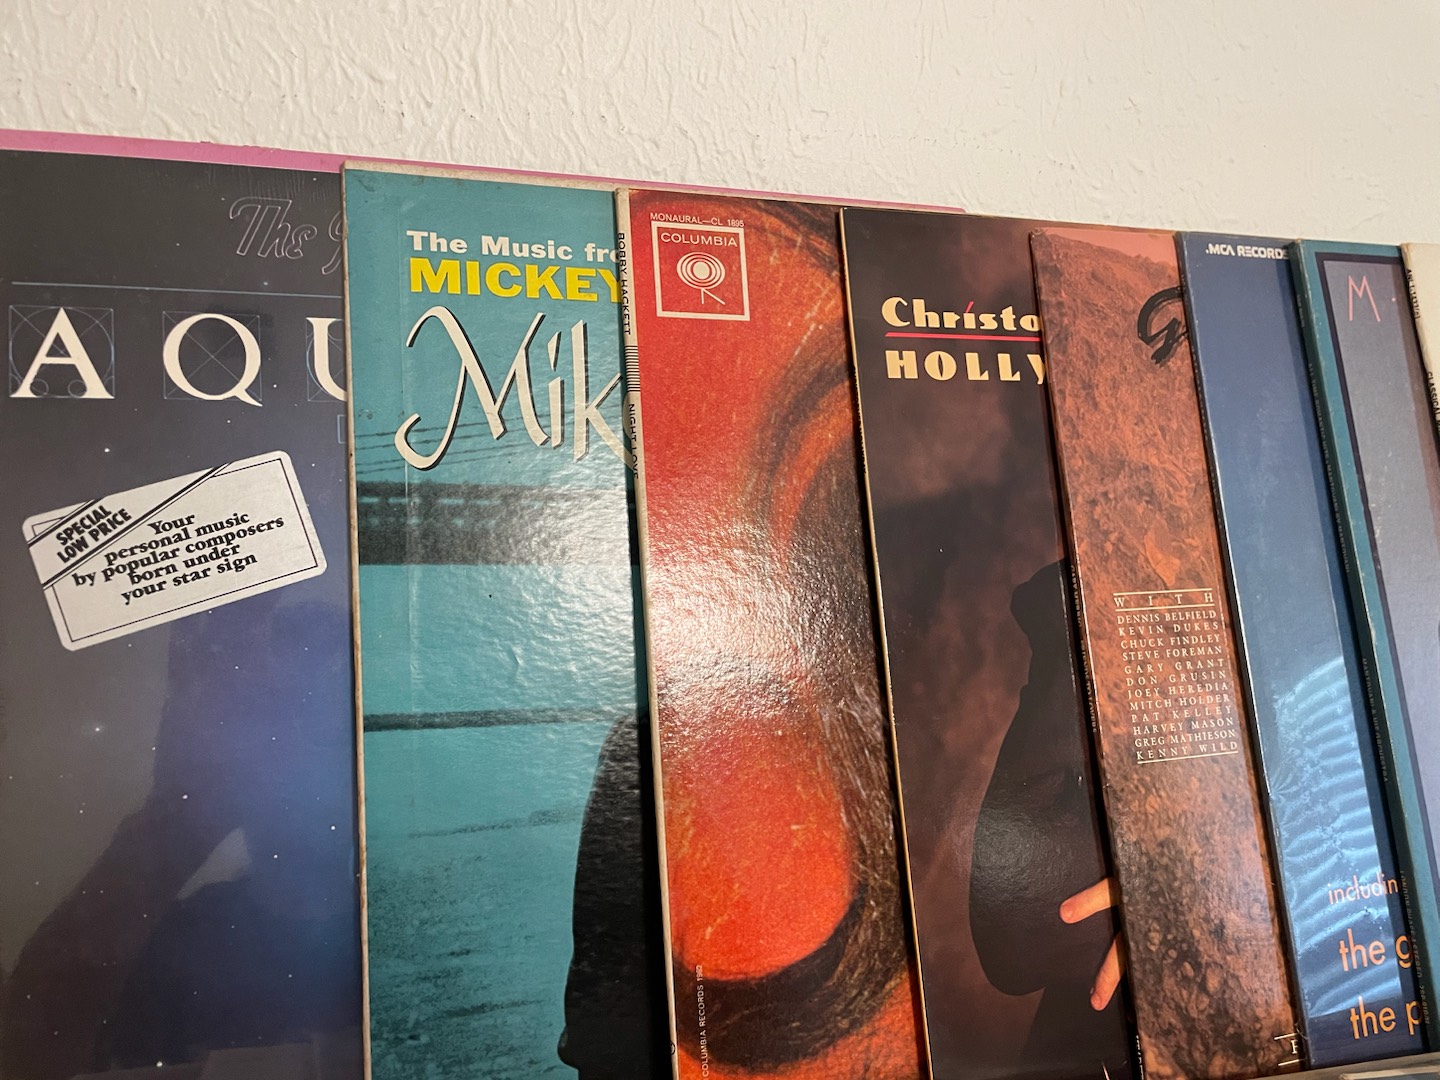 The
AQU
SPECIAL
LOW PRICE
Your
personal music
by popular composers
born under
your star sign
The Music fro
MICKEY
Mik
BOBBY HACKETT
NIGHT LOVE
MONAURAL—CL 1895
COLUMBIA
COLUMBIA RECORDS 1962
Christo
HOLLY
WITH
DENNIS BELFIELD
KEVIN DUKES
CHUCK FINDLEY
STEVE FOREMAN
GARY GRANT
DON GRUSIN
JOEY HEREDIA
MITCH HOLDER
PAT KELLEY
HARVEY MASON
GREG MATHIESON
KENNY WILD
MCA RECORDS
M
includin
the g
the p